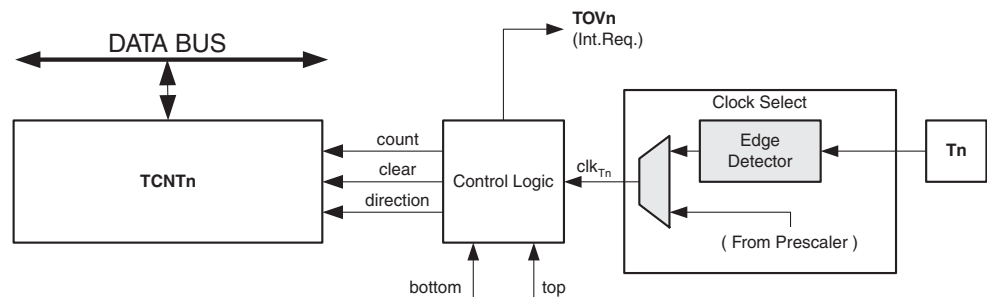 DATA BUS
TOVn
(Int.Req.)
Clock Select
TCNTn
count
clear
direction
Control Logic
clkTn
Edge
Detector
Tn
( From Prescaler )
bottom
top